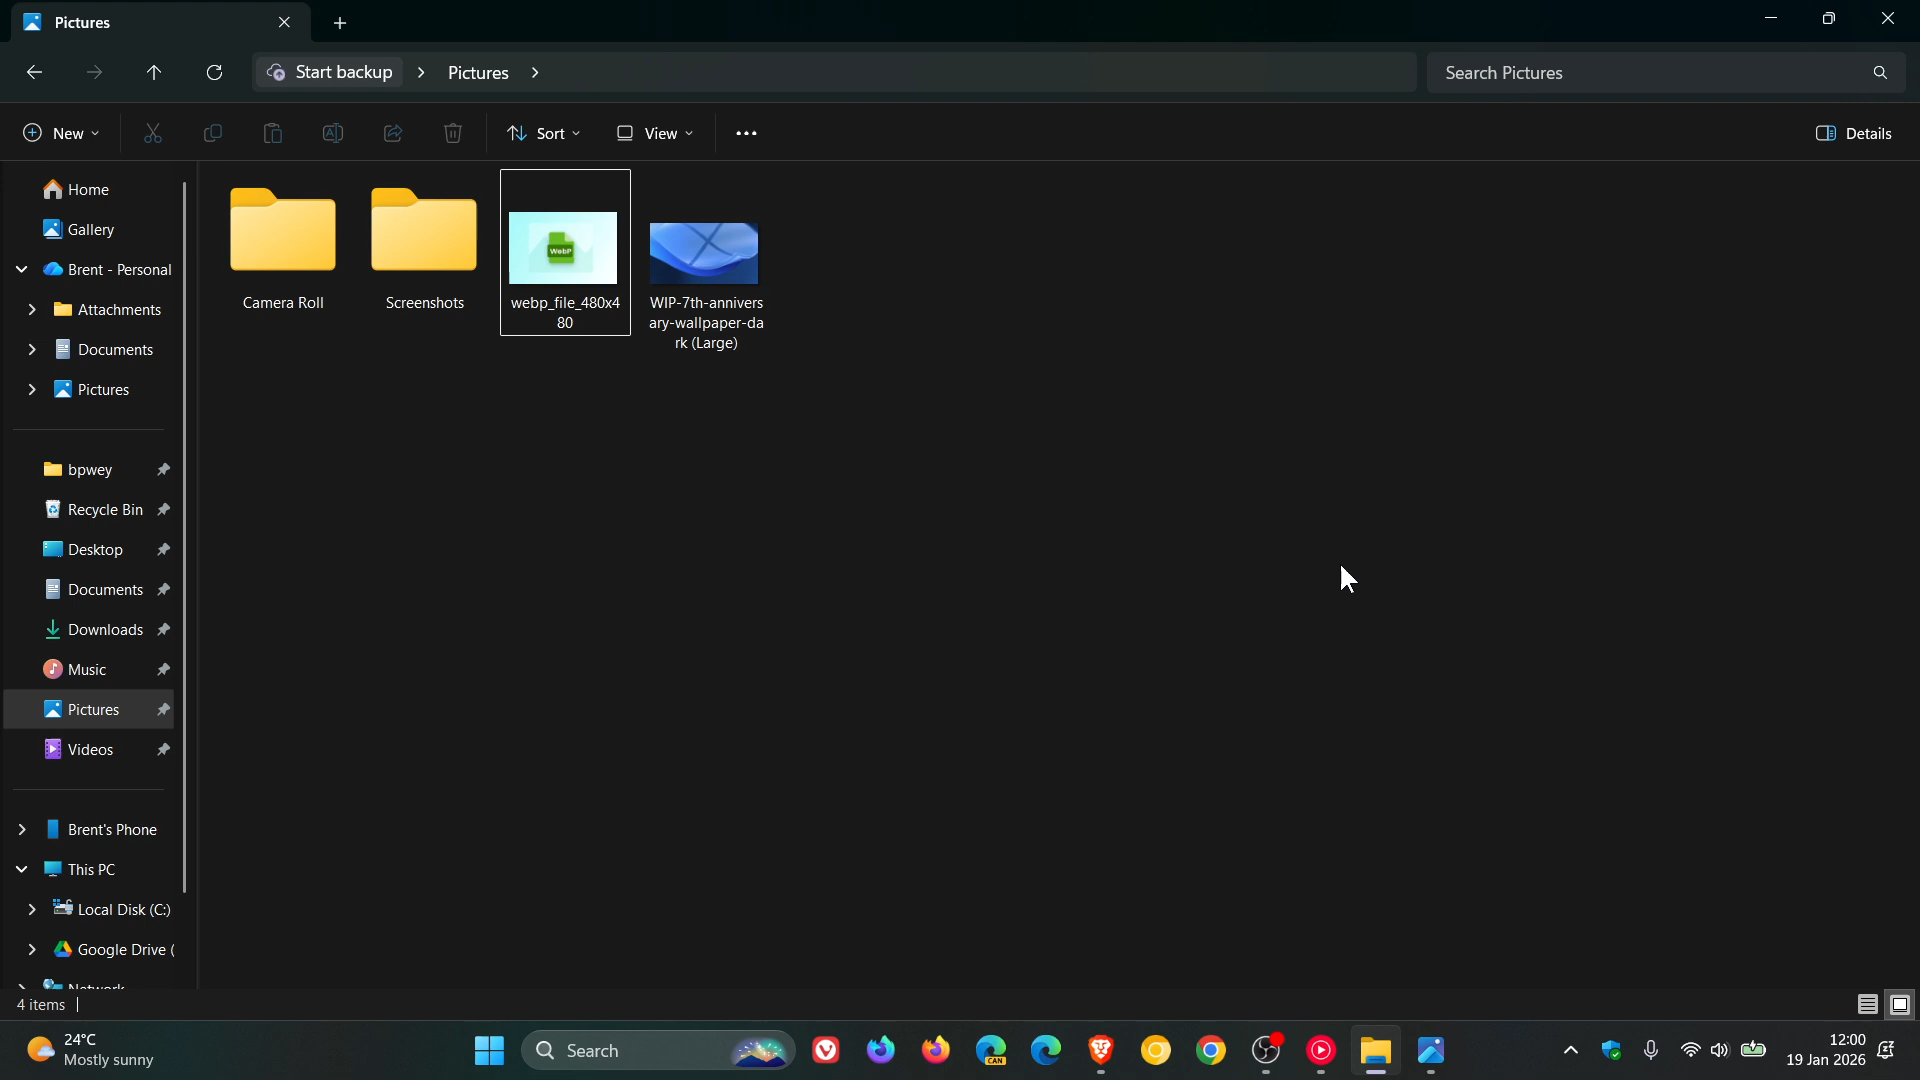 Pictures
Start backup
Pictures
Search Pictures
New
Sort
View
Details
Home
Gallery
Brent - Personal
Attachments
Documents
Pictures
bpwey
Recycle Bin
Desktop
Documents
Downloads
Music
Pictures
Videos
Brent's Phone
This PC
Local Disk (C:)
Google Drive (
Network
Camera Roll
Screenshots
WebP
webp_file_480x4
80
WIP-7th-annivers
ary-wallpaper-da
rk (Large)
4 items
24°C
Mostly sunny
Search
CAN
12:00
19 Jan 2026